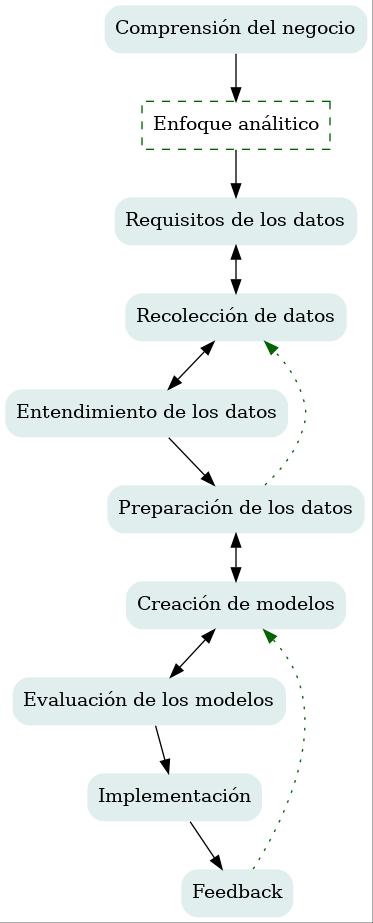 Comprensión del negocio
Enfoque análitico
Requisitos de los datos
Recolección de datos
Entendimiento de los datos
Preparación de los datos
Creación de modelos
Evaluación de los modelos
Implementación
Feedback